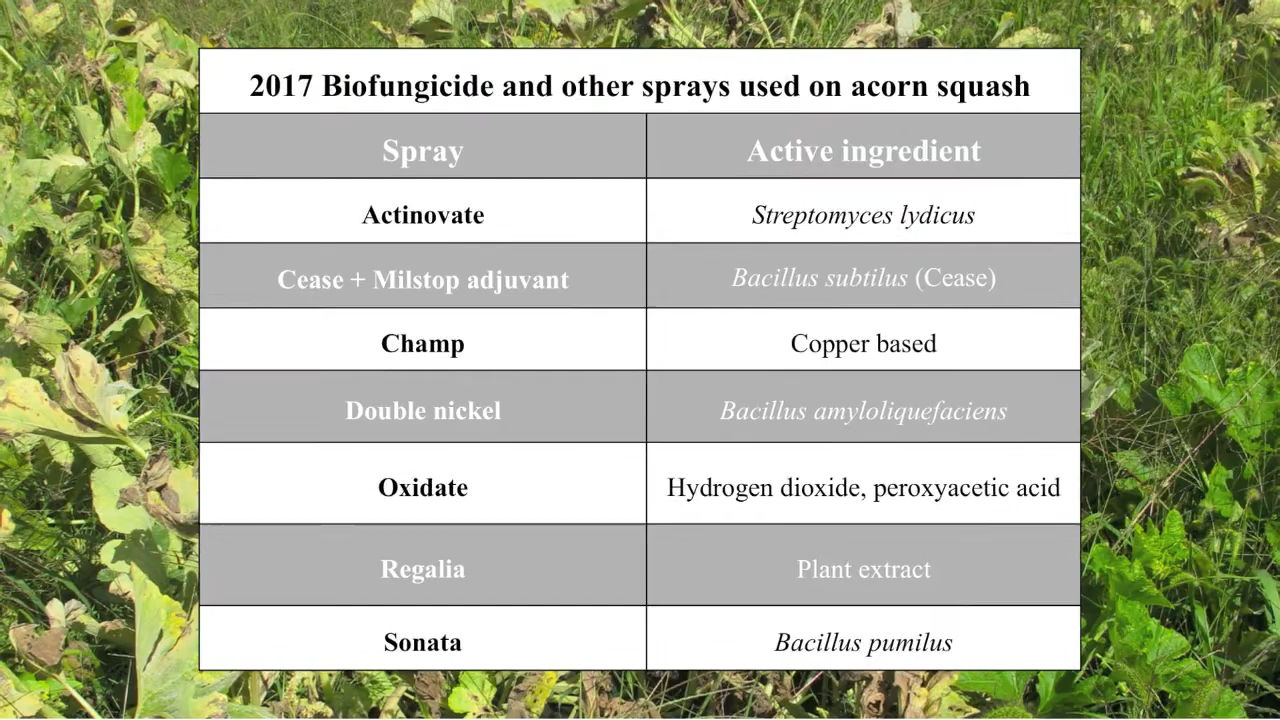 2017 Biofungicide and other sprays used on acorn squash
Spray Active ingredient
Actinovate Streptomyces lydicus
Cease + Milstop adjuvant Bacillus subtilus (Cease)
Champ Copper based
Double nickel Bacillus amyloliquefaciens
Oxidate Hydrogen dioxide, peroxyacetic acid
Regalia Plant extract
Sonata Bacillus pumilus